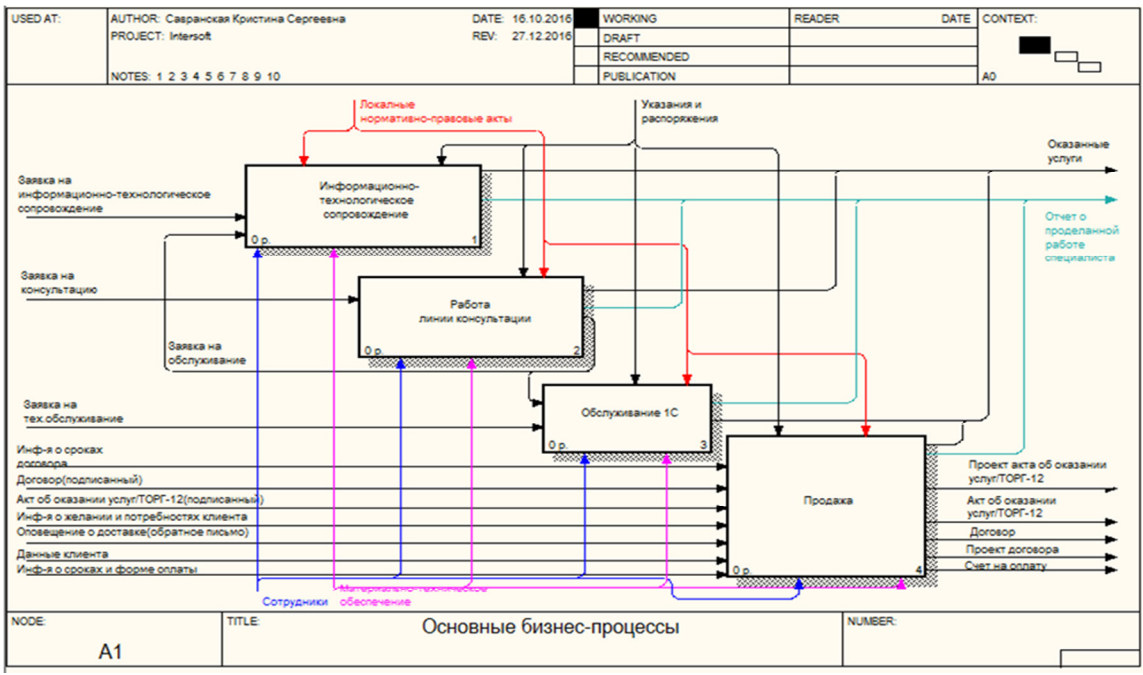 USED AT:
AUTHOR: Савранская Кристина Сергеевна
DATE: 16.10.2016
WORKING
READER
DATE
CONTEXT:
PROJECT: Intersoft
REV: 27.12.2016
DRAFT
RECOMMENDED
NOTES: 1 2 3 4 5 6 7 8 9 10
PUBLICATION
A0
Локалные
нормативно-правовые акты
Указания и
распоряжения
Оказанные
услуги
Заявка на
информационно-технологическое
сопровождение
Информационно-
технологическое
сопровождение
0 р.
1
Отчет о
проделанной
работе
специалиста
Заявка на
консультацию
Работа
линии консультации
0 р.
2
Заявка на
обслуживание
Заявка на
тех.обслуживание
Обслуживание 1С
0 р.
3
Инф-я о сроках
договора
Договор(подписанный)
Акт об оказании услуг/ТОРГ-12(подписанный)
Инф-я о желании и потребностях клиента
Оповещение о доставке(обратное письмо)
Данные клиента
Инф-я о сроках и форме оплаты
Продажа
0 р.
4
Проект акта об оказании
услуг/ТОРГ-12
Акт об оказании
услуг/ТОРГ-12
Договор
Проект договора
Счет на оплату
Сотрудники
Материально-техническое
обеспечение
NODE:
A1
TITLE:
Основные бизнес-процессы
NUMBER: